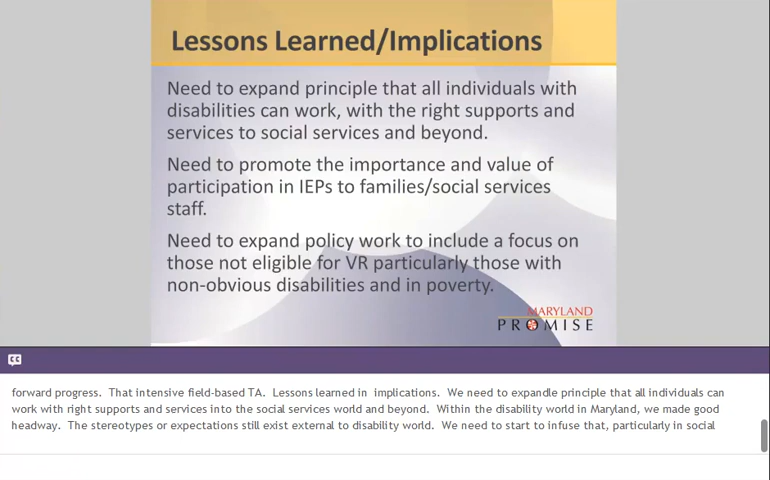 Lessons Learned/Implications
Need to expand principle that all individuals with
disabilities can work, with the right supports and
services to social services and beyond.
Need to promote the importance and value of
participation in IEPs to families/social services
staff.
Need to expand policy work to include a focus on
those not eligible for VR particularly those with
non-obvious disabilities and in poverty.
MARYLAND
PROMISE
CC
forward progress.  That intensive field-based TA.  Lessons learned in  implications.  We need to expandle principle that all individuals can
work with right supports and services into the social services world and beyond.  Within the disability world in Maryland, we made good
headway.  The stereotypes or expectations still exist external to disability world.  We need to start to infuse that, particularly in social